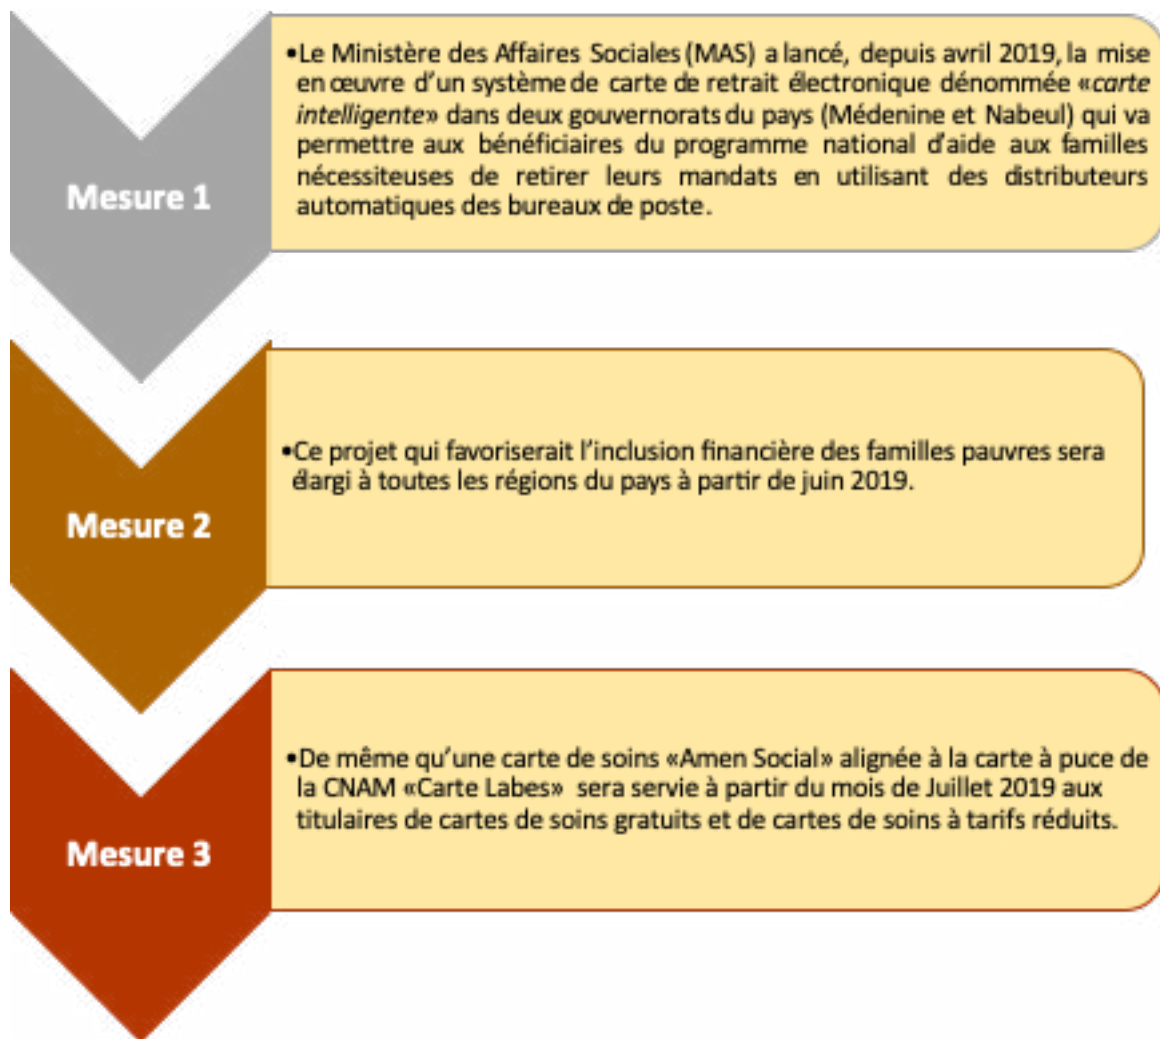 Mesure 1
•Le Ministère des Affaires Sociales (MAS) a lancé, depuis avril 2019, la mise
en œuvre d’un système de carte de retrait électronique dénommée «carte
intelligente» dans deux gouvernorats du pays (Médenine et Nabeul) qui va
permettre aux bénéficiaires du programme national d’aide aux familles
nécessiteuses de retirer leurs mandats en utilisant des distributeurs
automatiques des bureaux de poste.
Mesure 2
•Ce projet qui favoriserait l’inclusion financière des familles pauvres sera
élargi à toutes les régions du pays à partir de juin 2019.
Mesure 3
•De même qu’une carte de soins «Amen Social» alignée à la carte à puce de
la CNAM «Carte Labes» sera servie à partir du mois de Juillet 2019 aux
titulaires de cartes de soins gratuits et de cartes de soins à tarifs réduits.